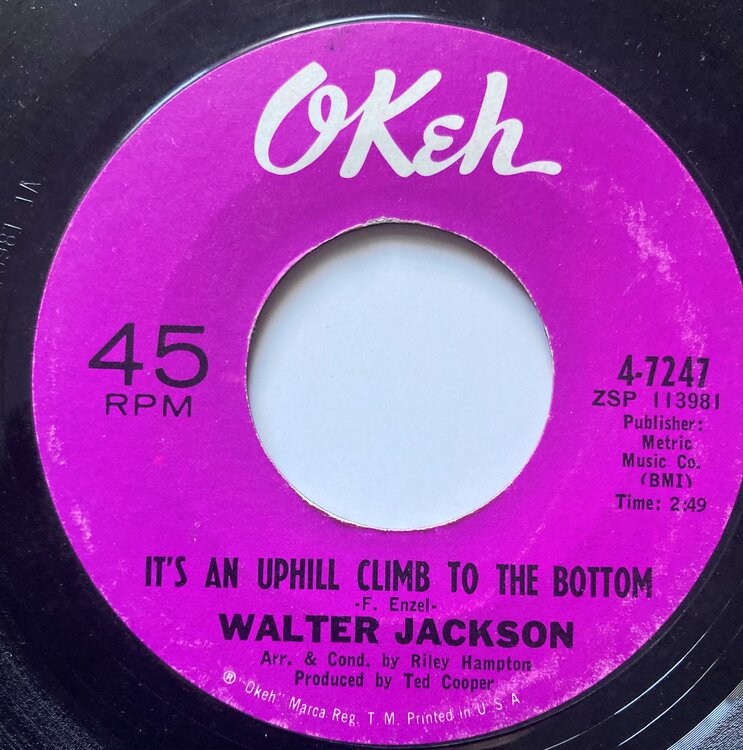 OKeh
45
RPM
4-7247
ZSP 113981
Publisher:
Metric
Music Co.
(BMI)
Time: 2:49
IT'S AN UPHILL CLIMB TO THE BOTTOM
-F. Enzel-
WALTER JACKSON
Arr. & Cond. by Riley Hampton
Produced by Ted Cooper
® "Okeh" Marca Reg. T. M. Printed in U.S.A.